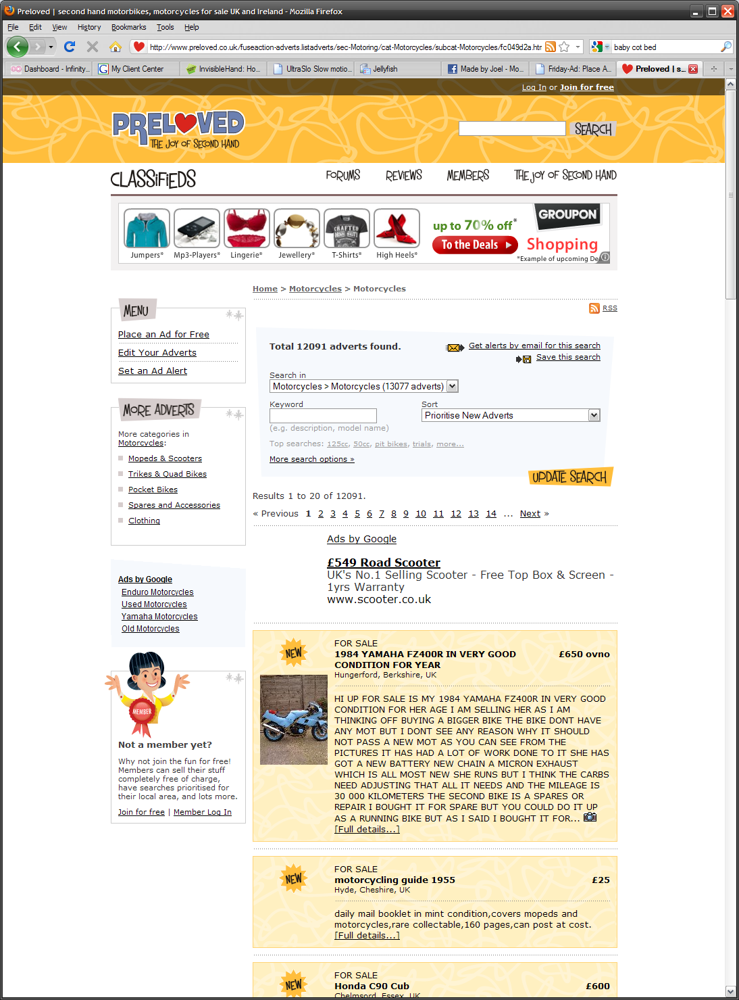 Preloved | second hand motorbikes, motorcycles for sale UK and Ireland - Mozilla Firefox
File Edit View History Bookmarks Tools Help
http://www.preloved.co.uk/fuseaction-adverts.listadverts/sec-Motoring/cat-Motorcycles/subcat-Motorcycles/fc049d2a.htr
baby cot bed
Dashboard - Infinity...
My Client Center
InvisibleHand: Ho...
UltraSlo Slow motio...
Jellyfish
Made by Joel - Mo...
Friday-Ad: Place A...
Preloved | s...
Log In or Join for free
PRELOVED
THE JOY OF SECOND HAND
SEARCH
CLASSiFiEDS
FORUMS REVIEWS MEMBERS THE JOY OF SECOND HAND
Jumpers* Mp3-Players* Lingerie* Jewellery* T-Shirts* High Heels*
CRAFTED
up to 70% off*
To the Deals
GROUPON
Shopping
*Example of upcoming De
Home > Motorcycles > Motorcycles
RSS
MENU
Place an Ad for Free
Edit Your Adverts
Set an Ad Alert
MORE ADVERTS
More categories in
Motorcycles:
Mopeds & Scooters
Trikes & Quad Bikes
Pocket Bikes
Spares and Accessories
Clothing
Ads by Google
Enduro Motorcycles
Used Motorcycles
Yamaha Motorcycles
Old Motorcycles
MEMBER
Not a member yet?
Why not join the fun for free!
Members can sell their stuff
completely free of charge,
have searches prioritised for
their local area, and lots more.
Join for free | Member Log In
Total 12091 adverts found.
Get alerts by email for this search
Save this search
Search in
Motorcycles > Motorcycles (13077 adverts)
Keyword
Sort
Prioritise New Adverts
(e.g. description, model name)
Top searches: 125cc, 50cc, pit bikes, trials, more...
More search options »
UPDATE SEARCH
Results 1 to 20 of 12091.
« Previous 1 2 3 4 5 6 7 8 9 10 11 12 13 14 ... Next »
Ads by Google
£549 Road Scooter
UK's No.1 Selling Scooter - Free Top Box & Screen -
1yrs Warranty
www.scooter.co.uk
NEW
FOR SALE
1984 YAMAHA FZ400R IN VERY GOOD £650 ovno
CONDITION FOR YEAR
Hungerford, Berkshire, UK
HI UP FOR SALE IS MY 1984 YAMAHA FZ400R IN VERY GOOD
CONDITION FOR HER AGE I AM SELLING HER AS I AM
THINKING OFF BUYING A BIGGER BIKE THE BIKE DONT HAVE
ANY MOT BUT I DONT SEE ANY REASON WHY IT SHOULD
NOT PASS A NEW MOT AS YOU CAN SEE FROM THE
PICTURES IT HAS HAD A LOT OF WORK DONE TO IT SHE HAS
GOT A NEW BATTERY NEW CHAIN A MICRON EXHAUST
WHICH IS ALL MOST NEW SHE RUNS BUT I THINK THE CARBS
NEED ADJUSTING THAT ALL IT NEEDS AND THE MILEAGE IS
30 000 KILOMETERS THE SECOND BIKE IS A SPARES OR
REPAIR I BOUGHT IT FOR SPARE BUT YOU COULD DO IT UP
AS A RUNNING BIKE BUT AS I SAID I BOUGHT IT FOR...
[Full details...]
NEW
FOR SALE
motorcycling guide 1955 £25
Hyde, Cheshire, UK
daily mail booklet in mint condition,covers mopeds and
motorcycles,rare collectable,160 pages,can post at cost.
[Full details...]
NEW
FOR SALE
Honda C90 Cub £600
Chelmsord, Essex, UK